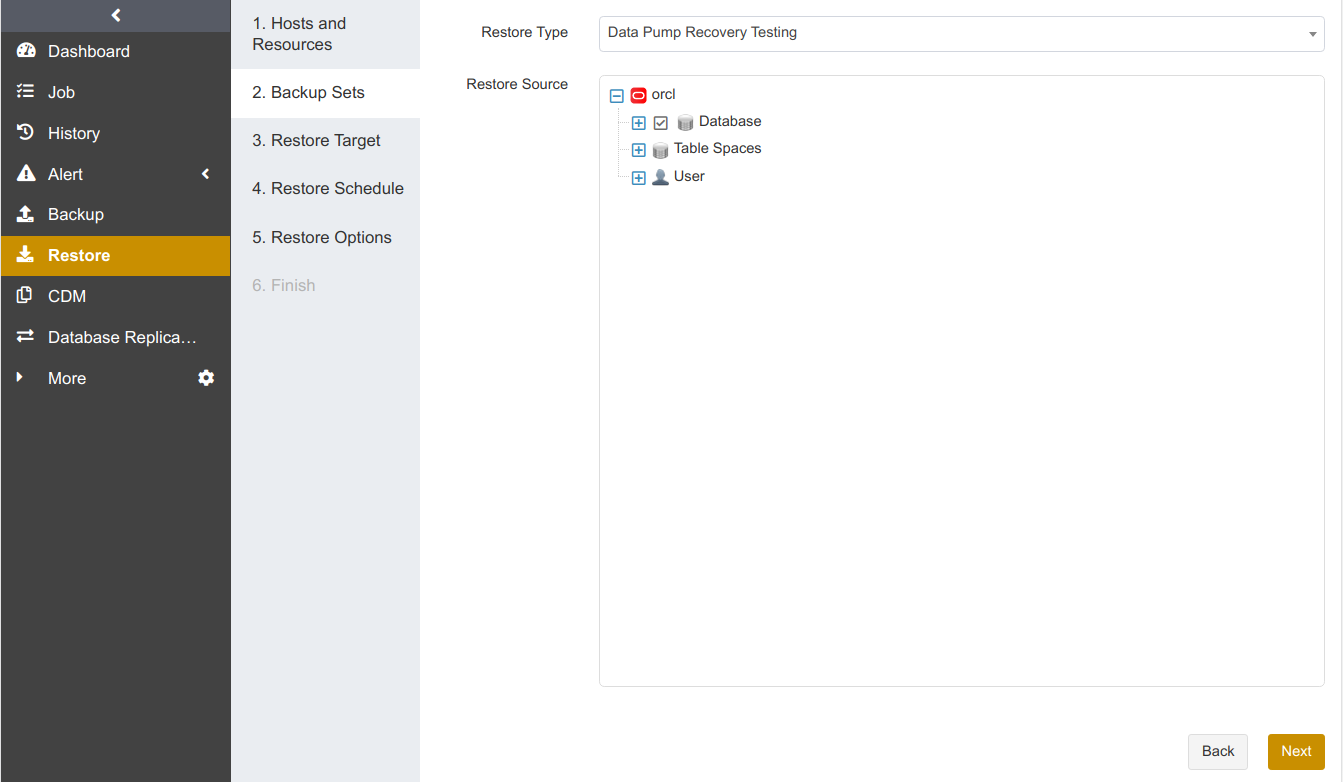 Dashboard
Job
History
Alert
Backup
Restore
CDM
Database Replica…
More
1. Hosts and
Resources
2. Backup Sets
3. Restore Target
4. Restore Schedule
5. Restore Options
6. Finish
Restore Type
Data Pump Recovery Testing
Restore Source
orcl
Database
Table Spaces
User
Back
Next